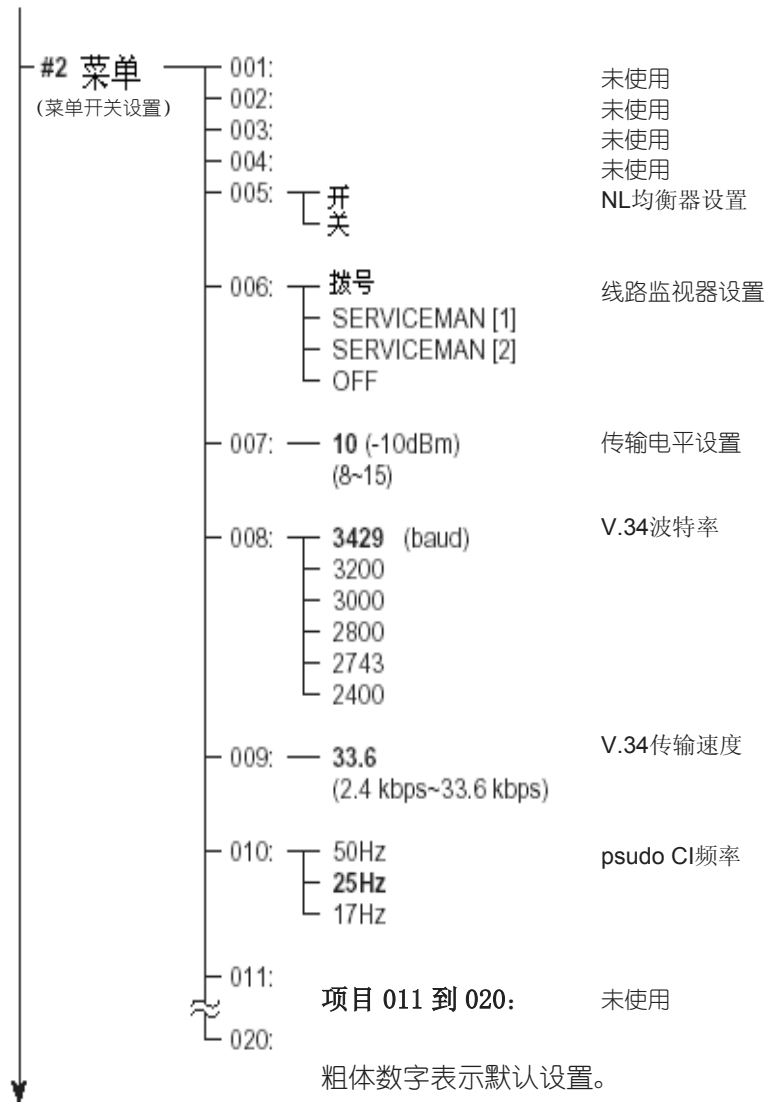 #2 菜单 001: 未使用
(菜单开关设置) 002: 未使用
003: 未使用
004: 未使用
005: 开 NL均衡器设置
关
006: 拨号 线路监视器设置
SERVICEMAN [1]
SERVICEMAN [2]
OFF
007: 10 (-10dBm) 传输电平设置
(8~15)
008: 3429 (baud) V.34波特率
3200
3000
2800
2743
2400
009: 33.6 V.34传输速度
(2.4 kbps~33.6 kbps)
010: 50Hz psudo CI频率
25Hz
17Hz
011:
项目 011 到 020: 未使用
020:
粗体数字表示默认设置。